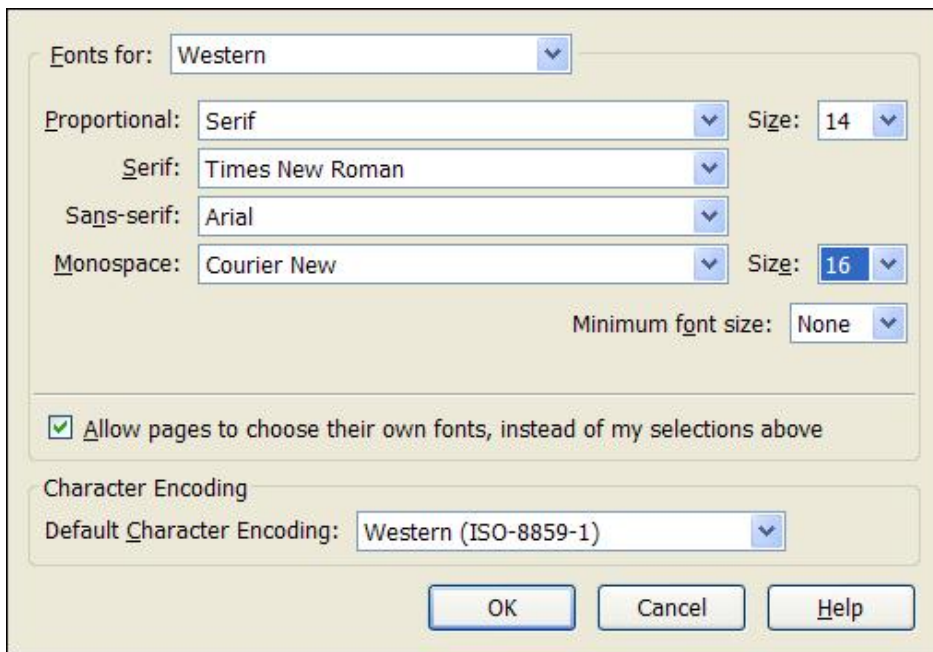 Fonts for: Western
Proportional: Serif Size: 14
Serif: Times New Roman
Sans-serif: Arial
Monospace: Courier New Size: 16
Minimum font size: None
Allow pages to choose their own fonts, instead of my selections above
Character Encoding
Default Character Encoding: Western (ISO-8859-1)
OK Cancel Help